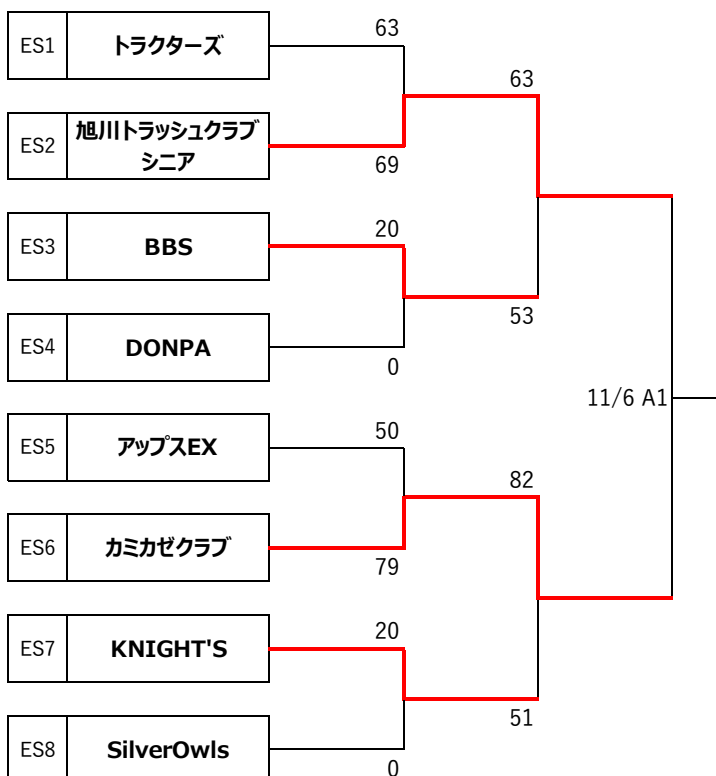 63
ES1 トラクターズ
63
ES2 旭川トラッシュクラブ
シニア
69
20
ES3 BBS
53
ES4 DONPA
0
11/6 A1
50
ES5 アップスEX
82
ES6 カミカゼクラブ
79
20
ES7 KNIGHT'S
51
ES8 SilverOwls
0